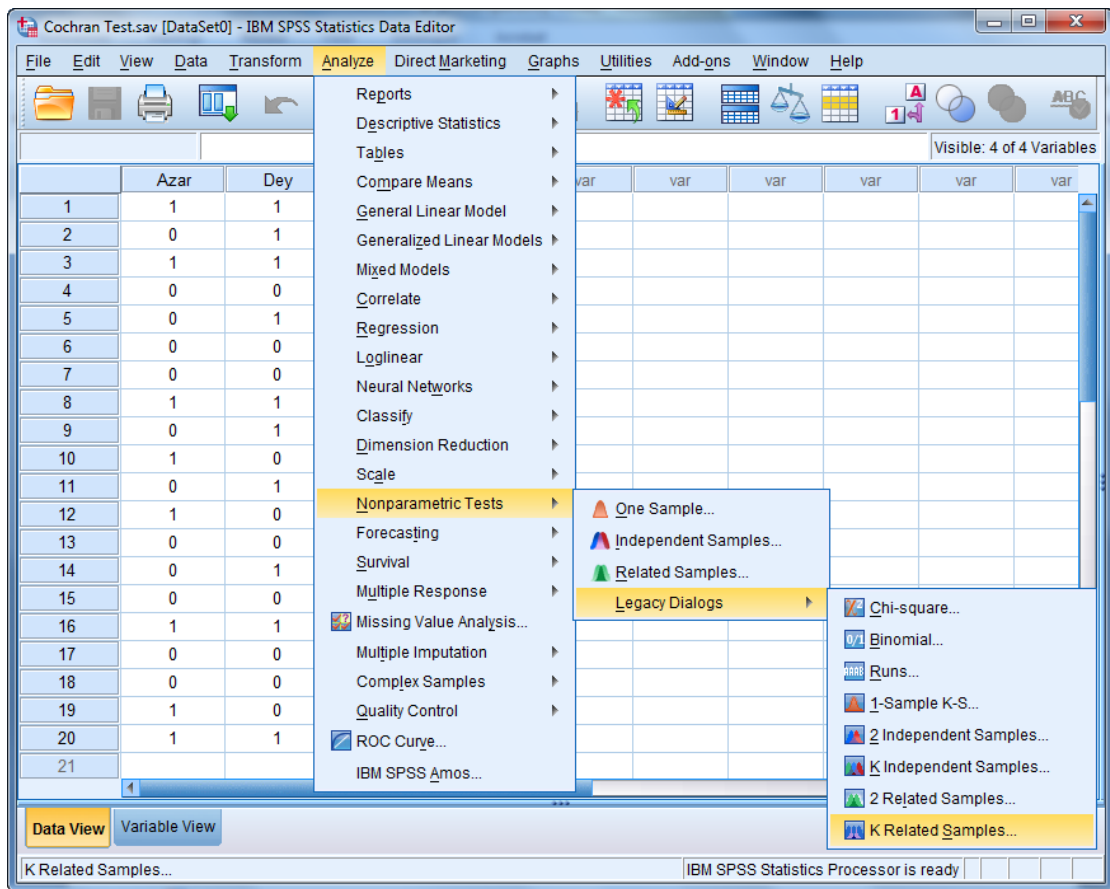 Cochran Test.sav [DataSet0] - IBM SPSS Statistics Data Editor
File Edit View Data Transform Analyze Direct Marketing Graphs Utilities Add-ons Window Help
Visible: 4 of 4 Variables
Azar Dey var var var var var var
1 1 1
2 0 1
3 1 1
4 0 0
5 0 1
6 0 0
7 0 0
8 1 1
9 0 1
10 1 0
11 0 1
12 1 0
13 0 0
14 0 1
15 0 0
16 1 1
17 0 0
18 0 0
19 1 0
20 1 1
21
Reports
Descriptive Statistics
Tables
Compare Means
General Linear Model
Generalized Linear Models
Mixed Models
Correlate
Regression
Loglinear
Neural Networks
Classify
Dimension Reduction
Scale
Nonparametric Tests
Forecasting
Survival
Multiple Response
Missing Value Analysis...
Multiple Imputation
Complex Samples
Quality Control
ROC Curve...
IBM SPSS Amos...
One Sample...
Independent Samples...
Related Samples...
Legacy Dialogs
Chi-square...
0/1 Binomial...
AAAB Runs...
1-Sample K-S...
2 Independent Samples...
K Independent Samples...
2 Related Samples...
K Related Samples...
Data View Variable View
K Related Samples... IBM SPSS Statistics Processor is ready